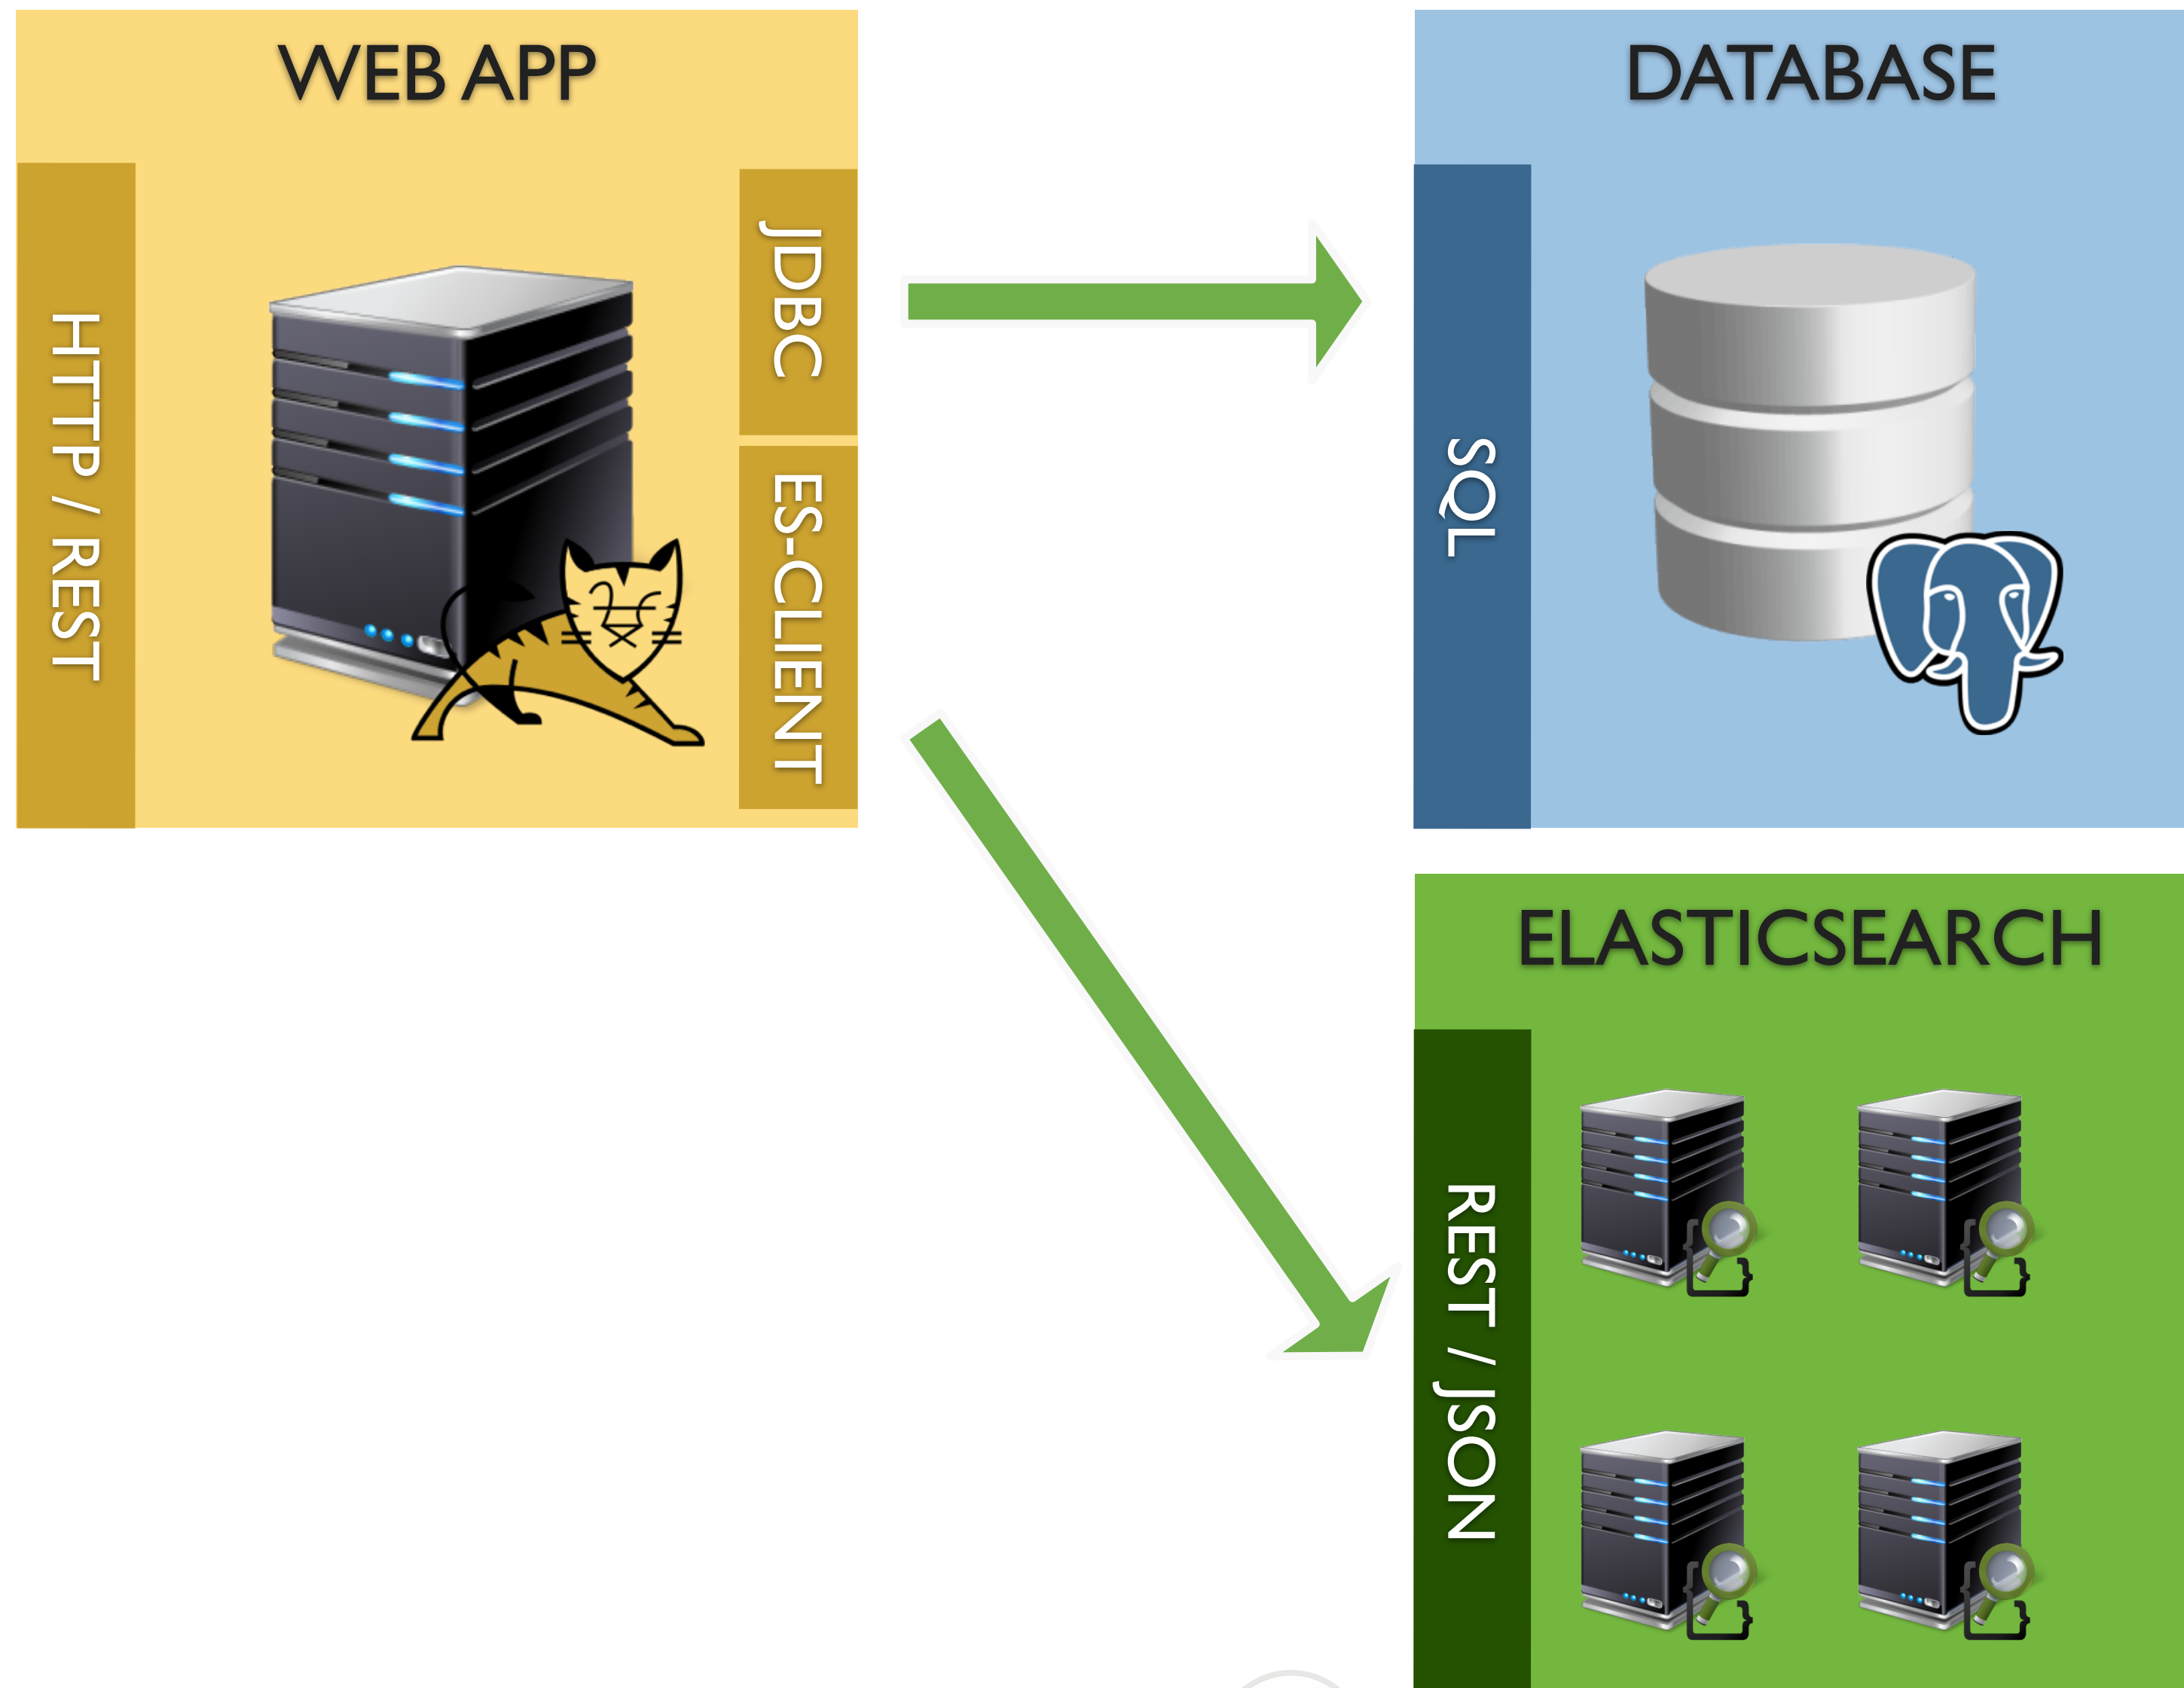 WEB APP
HTTP / REST
JDBC
ES-CLIENT
DATABASE
SQL
ELASTICSEARCH
REST / JSON